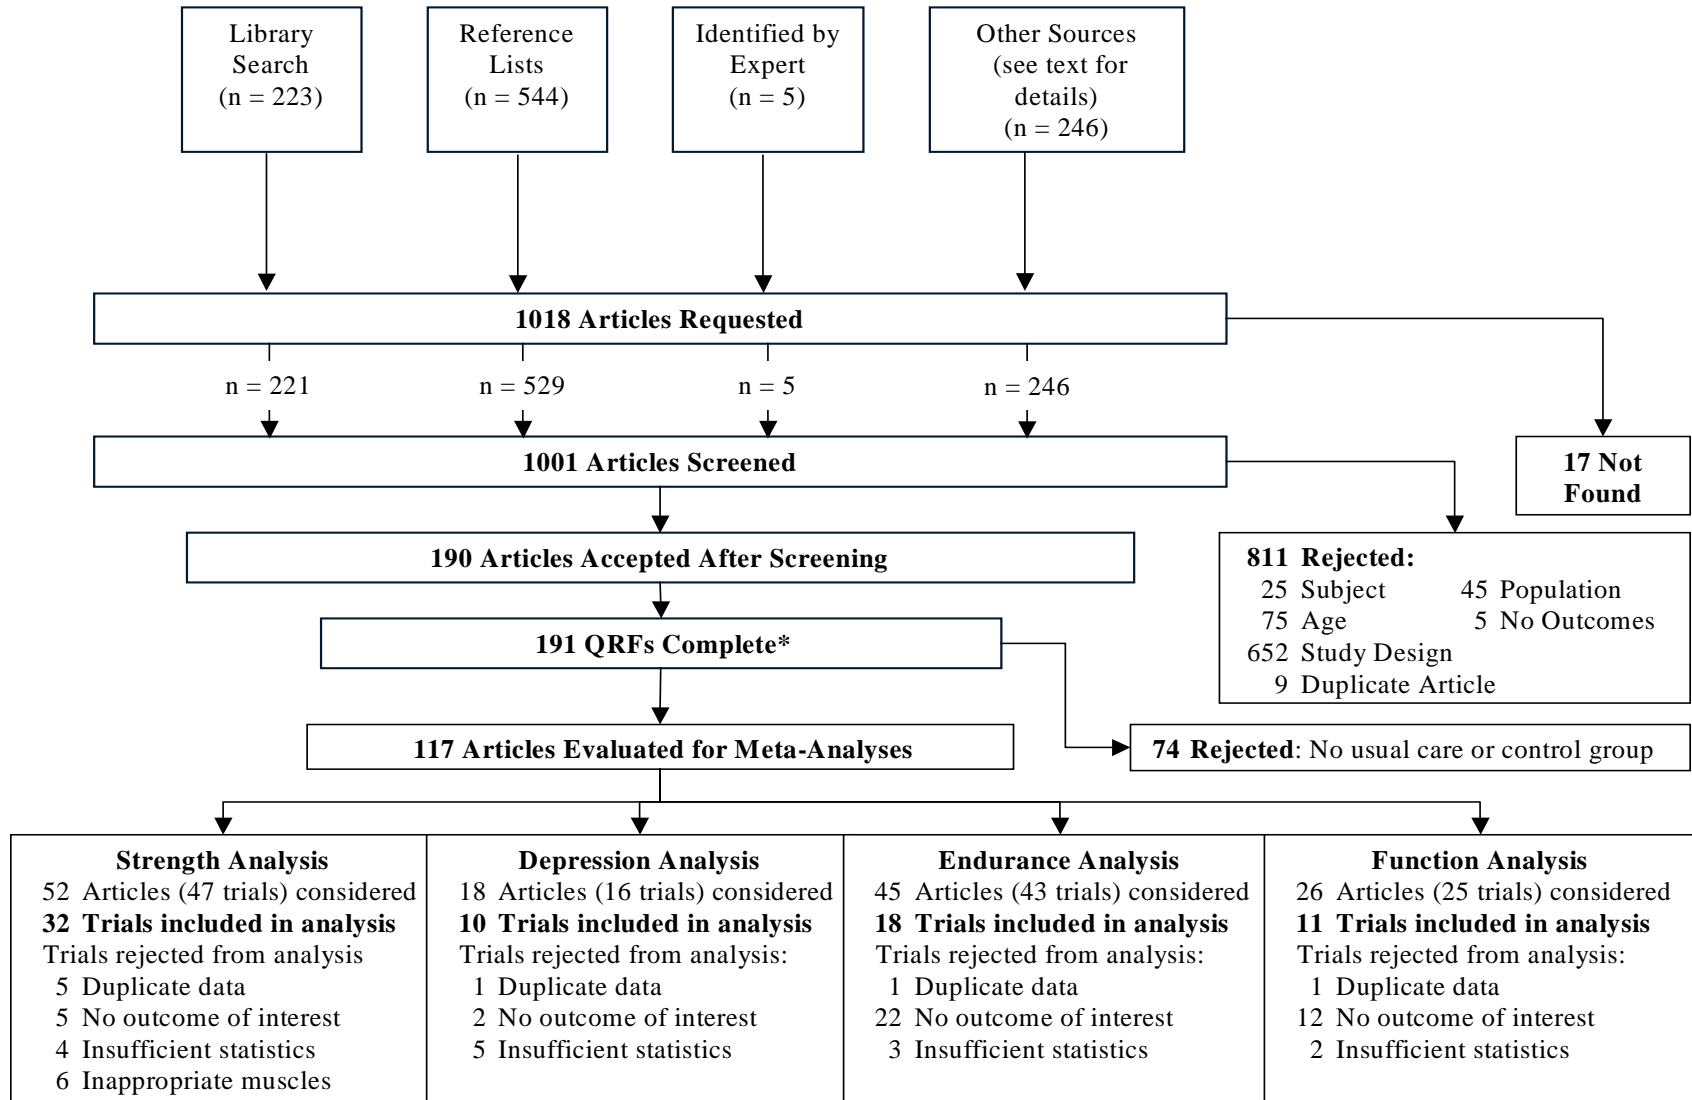 Library
Search
(n = 223)
Reference
Lists
(n = 544)
Identified by
Expert
(n = 5)
Other Sources
(see text for
details)
(n = 246)
1018 Articles Requested
n = 221
n = 529
n = 5
n = 246
1001 Articles Screened
17 Not
Found
190 Articles Accepted After Screening
811 Rejected:
25 Subject 45 Population
75 Age 5 No Outcomes
652 Study Design
9 Duplicate Article
191 QRFs Complete*
117 Articles Evaluated for Meta-Analyses
74 Rejected: No usual care or control group
Strength Analysis
52 Articles (47 trials) considered
32 Trials included in analysis
Trials rejected from analysis
5 Duplicate data
5 No outcome of interest
4 Insufficient statistics
6 Inappropriate muscles
Depression Analysis
18 Articles (16 trials) considered
10 Trials included in analysis
Trials rejected from analysis:
1 Duplicate data
2 No outcome of interest
5 Insufficient statistics
Endurance Analysis
45 Articles (43 trials) considered
18 Trials included in analysis
Trials rejected from analysis:
1 Duplicate data
22 No outcome of interest
3 Insufficient statistics
Function Analysis
26 Articles (25 trials) considered
11 Trials included in analysis
Trials rejected from analysis:
1 Duplicate data
12 No outcome of interest
2 Insufficient statistics